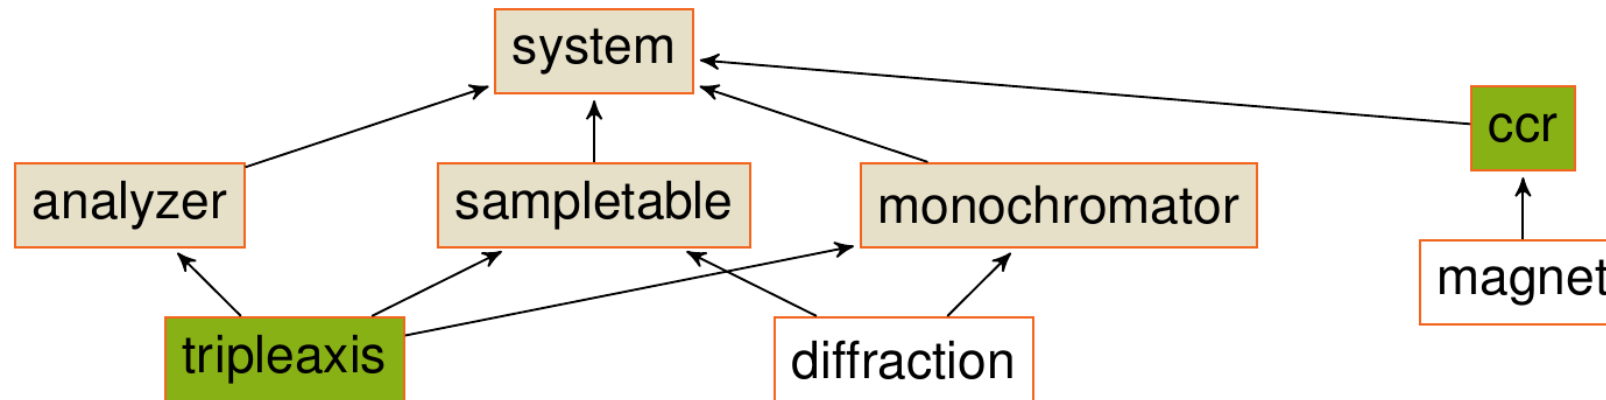 system
ccr
analyzer
sampletable
monochromator
magnet
tripleaxis
diffraction